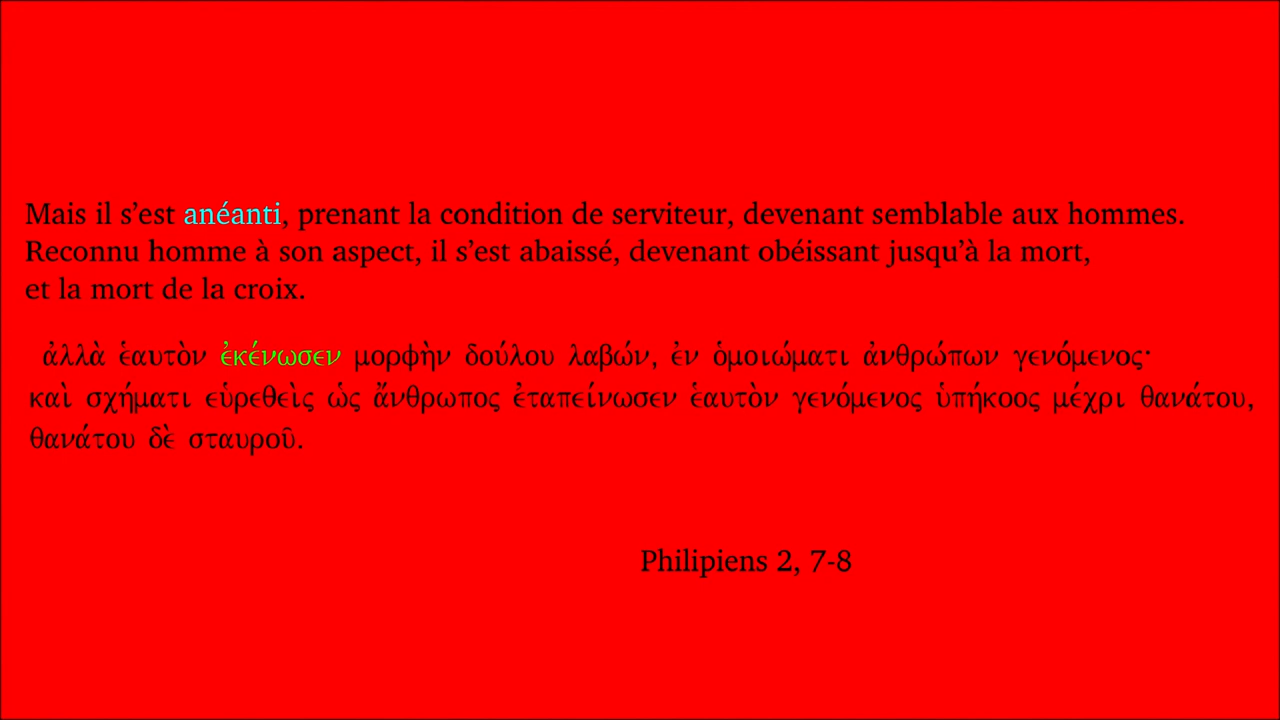 Mais il s’est anéanti, prenant la condition de serviteur, devenant semblable aux hommes.
Reconnu homme à son aspect, il s’est abaissé, devenant obéissant jusqu’à la mort,
et la mort de la croix.
ἀλλὰ ἑαυτὸν ἐκένωσεν μορφὴν δούλου λαβών, ἐν ὁμοιώματι ἀνθρώπων γενόμενος·
καὶ σχήματι εὑρεθεὶς ὡς ἄνθρωπος ἐταπείνωσεν ἑαυτὸν γενόμενος ὑπήκοος μέχρι θανάτου,
θανάτου δὲ σταυροῦ.
Philipiens 2, 7-8